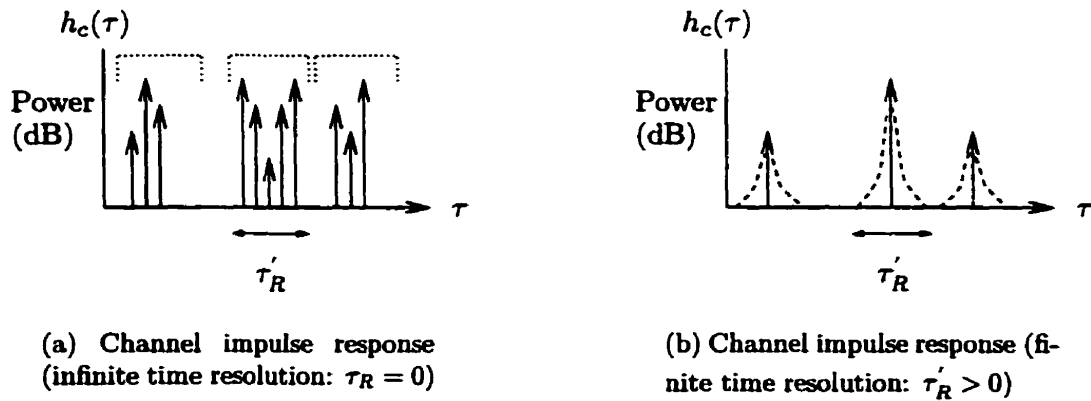 h_c(τ)
Power
(dB)
τ
τ'_R
(a) Channel impulse response
(infinite time resolution: τ_R = 0)
h_c(τ)
Power
(dB)
τ
τ'_R
(b) Channel impulse response (fi-
nite time resolution: τ'_R > 0)